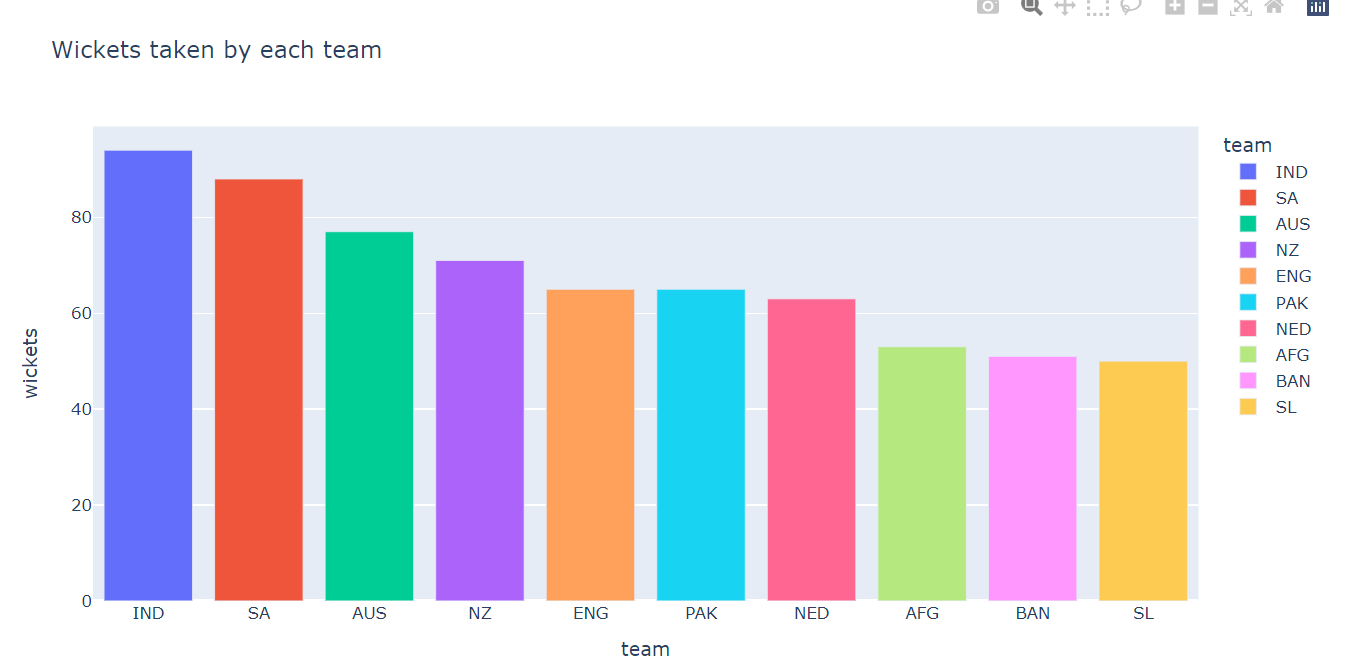 Wickets taken by each team
wickets
80
60
40
20
0
IND SA AUS NZ ENG PAK NED AFG BAN SL
team
team
IND
SA
AUS
NZ
ENG
PAK
NED
AFG
BAN
SL